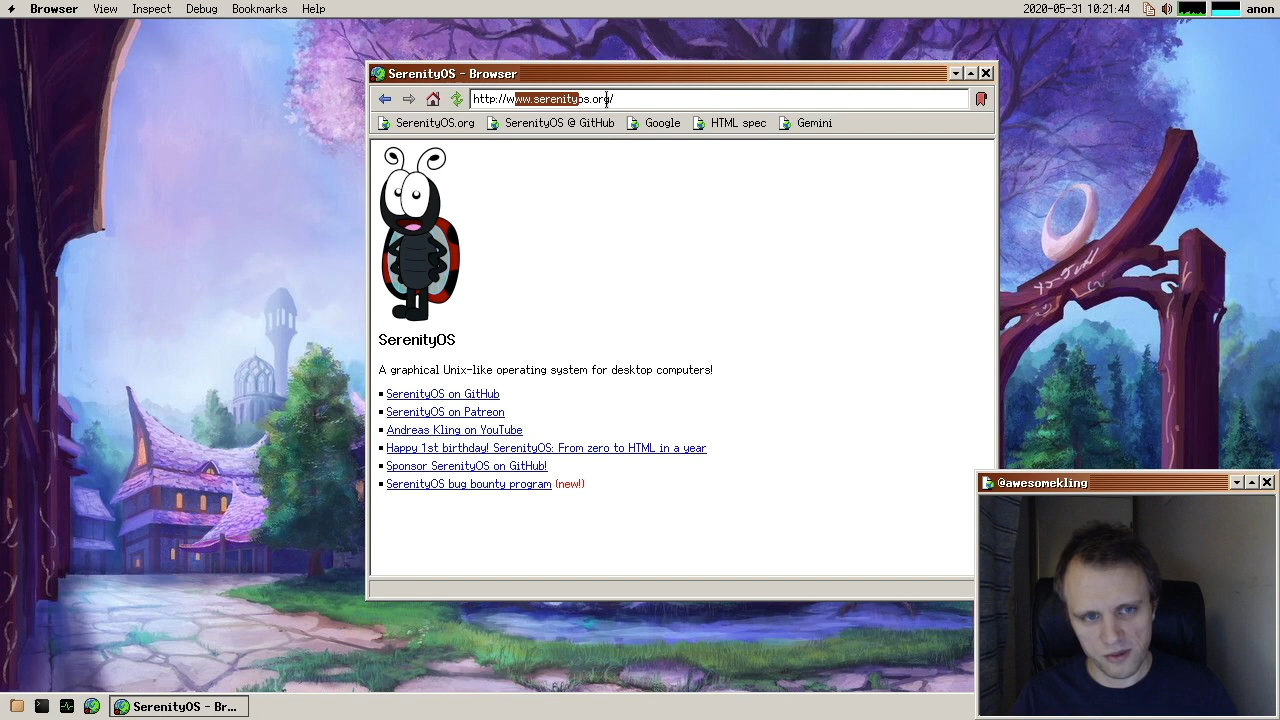 Browser View Inspect Debug Bookmarks Help 2020-05-31 10:21:44 anon
SerenityOS - Browser
http://www.serenityos.org/
SerenityOS.org SerenityOS @ GitHub Google HTML spec Gemini
SerenityOS
A graphical Unix-like operating system for desktop computers!
SerenityOS on GitHub
SerenityOS on Patreon
Andreas Kling on YouTube
Happy 1st birthday! SerenityOS: From zero to HTML in a year
Sponsor SerenityOS on GitHub!
SerenityOS bug bounty program (new!)
@awesomekling
SerenityOS - Br...